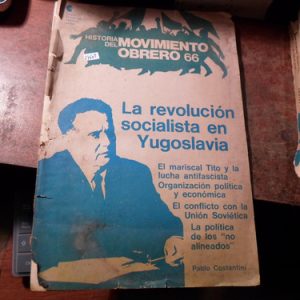 HISTORIA
DEL MOVIMIENTO
OBRERO 66
La revolución
socialista en
Yugoslavia
El mariscal Tito y la
lucha antifascista
Organización política
y económica
El conflicto con la
Unión Soviética
La política
de los "no
alineados"
Pablo Costantini